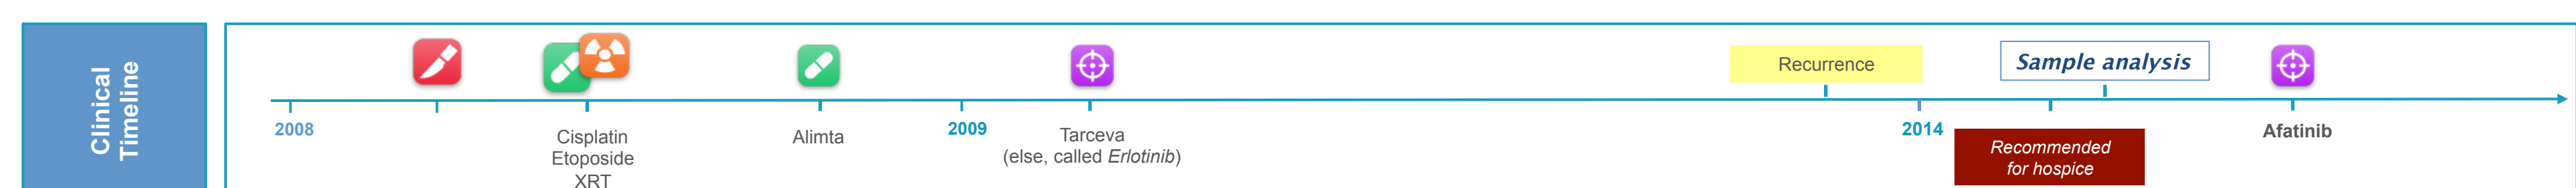 Clinical
Timeline
Recurrence
Sample analysis
2008
2009
2014
Cisplatin
Etoposide
XRT
Alimta
Tarceva
(else, called Erlotinib)
Recommended
for hospice
Afatinib